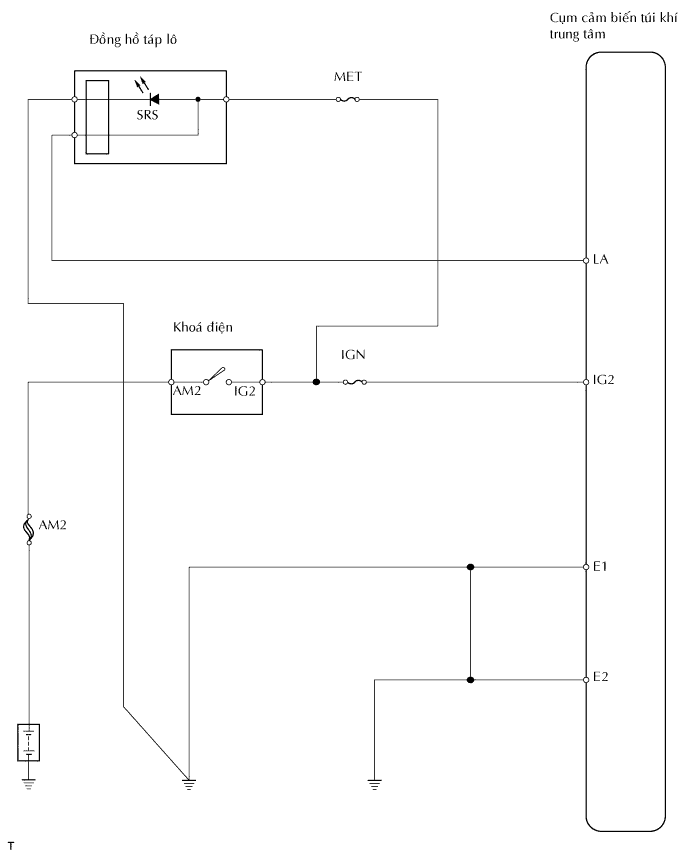 Cụm cảm biến túi khí
trung tâm
Đồng hồ táp lô
MET
SRS
LA
Khoá điện
IGN
AM2
IG2
IG2
AM2
E1
E2
T